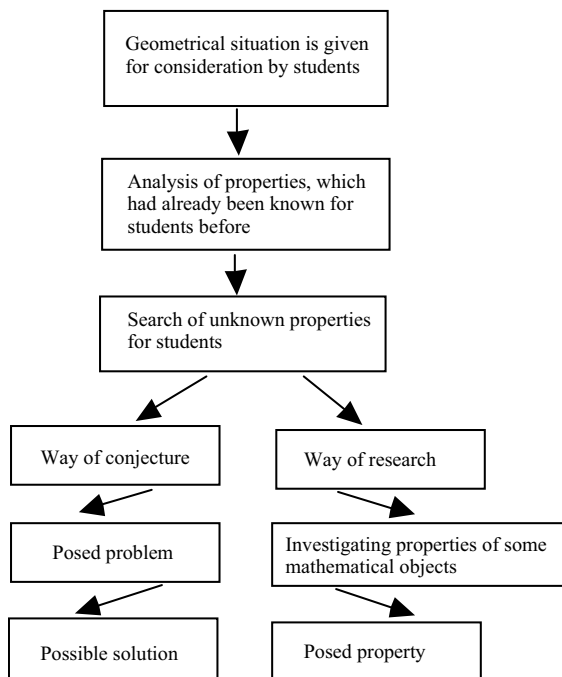 Geometrical situation is given
for consideration by students
Analysis of properties, which
had already been known for
students before
Search of unknown properties
for students
Way of conjecture
Way of research
Posed problem
Investigating properties of some
mathematical objects
Possible solution
Posed property